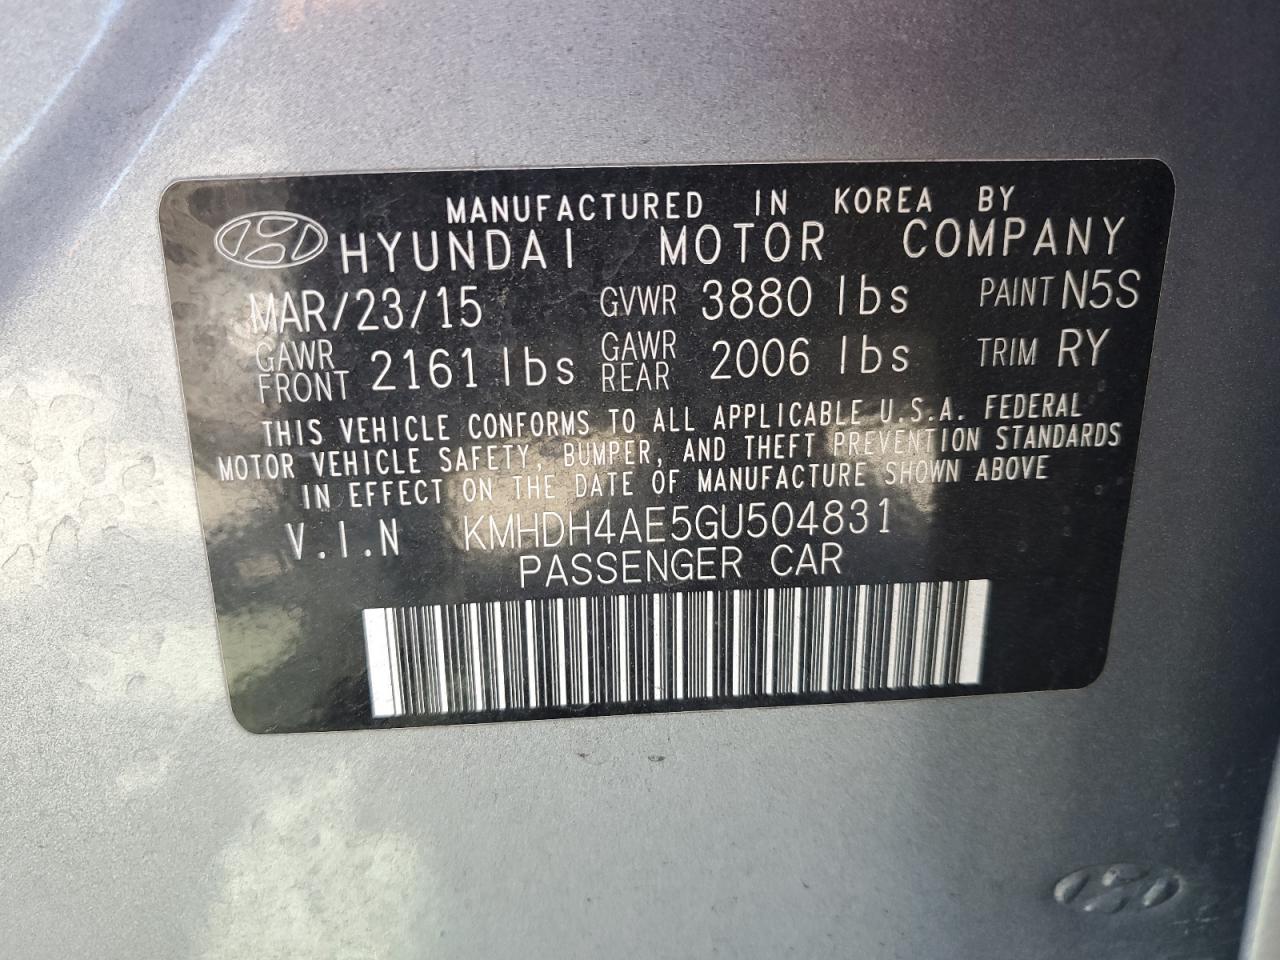 MANUFACTURED IN KOREA BY
HYUNDAI MOTOR COMPANY
MAR/23/15 GVWR 3880 lbs PAINT N5S
GAWR FRONT 2161 lbs GAWR REAR 2006 lbs TRIM RY
THIS VEHICLE CONFORMS TO ALL APPLICABLE U.S.A. FEDERAL
MOTOR VEHICLE SAFETY, BUMPER, AND THEFT PREVENTION STANDARDS
IN EFFECT ON THE DATE OF MANUFACTURE SHOWN ABOVE
V.I.N KMHDH4AE5GU504831
PASSENGER CAR